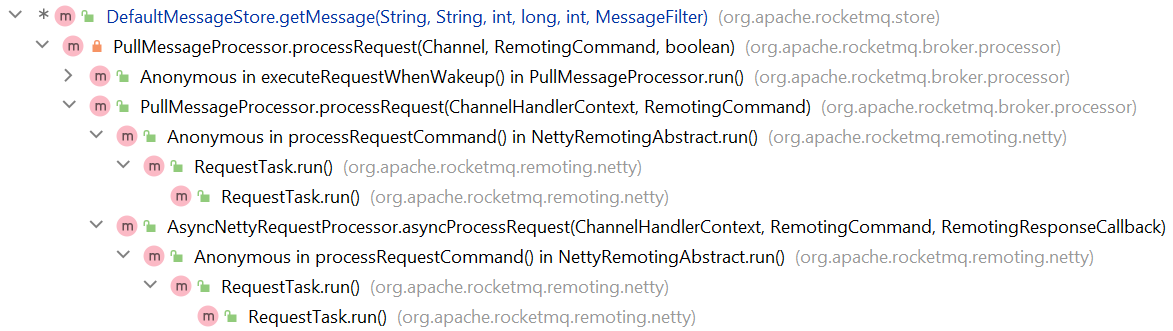 * m DefaultMessageStore.getMessage(String, String, int, long, int, MessageFilter) (org.apache.rocketmq.store)
m PullMessageProcessor.processRequest(Channel, RemotingCommand, boolean) (org.apache.rocketmq.broker.processor)
m Anonymous in executeRequestWhenWakeup() in PullMessageProcessor.run() (org.apache.rocketmq.broker.processor)
m PullMessageProcessor.processRequest(ChannelHandlerContext, RemotingCommand) (org.apache.rocketmq.broker.processor)
m Anonymous in processRequestCommand() in NettyRemotingAbstract.run() (org.apache.rocketmq.remoting.netty)
m RequestTask.run() (org.apache.rocketmq.remoting.netty)
m RequestTask.run() (org.apache.rocketmq.remoting.netty)
m AsyncNettyRequestProcessor.asyncProcessRequest(ChannelHandlerContext, RemotingCommand, RemotingResponseCallback)
m Anonymous in processRequestCommand() in NettyRemotingAbstract.run() (org.apache.rocketmq.remoting.netty)
m RequestTask.run() (org.apache.rocketmq.remoting.netty)
m RequestTask.run() (org.apache.rocketmq.remoting.netty)